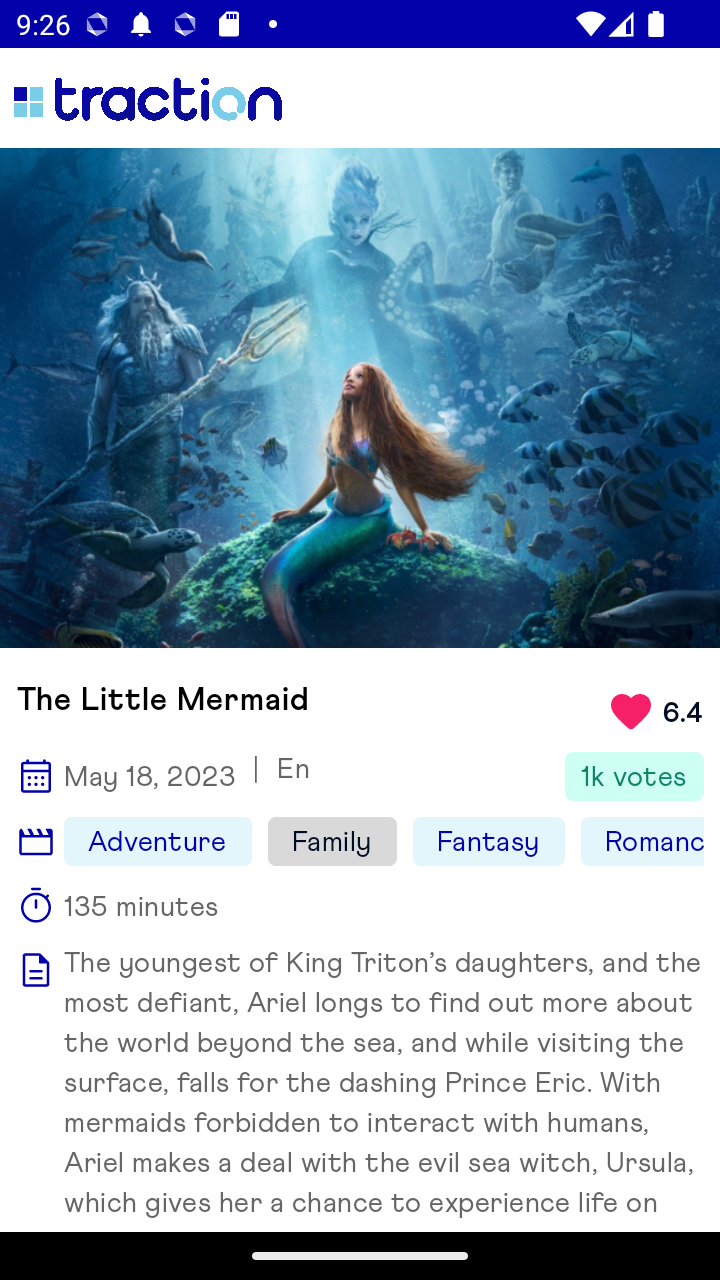 9:26
traction
The Little Mermaid
6.4
May 18, 2023 | En
1k votes
Adventure Family Fantasy Romanc
135 minutes
The youngest of King Triton’s daughters, and the
most defiant, Ariel longs to find out more about
the world beyond the sea, and while visiting the
surface, falls for the dashing Prince Eric. With
mermaids forbidden to interact with humans,
Ariel makes a deal with the evil sea witch, Ursula,
which gives her a chance to experience life on